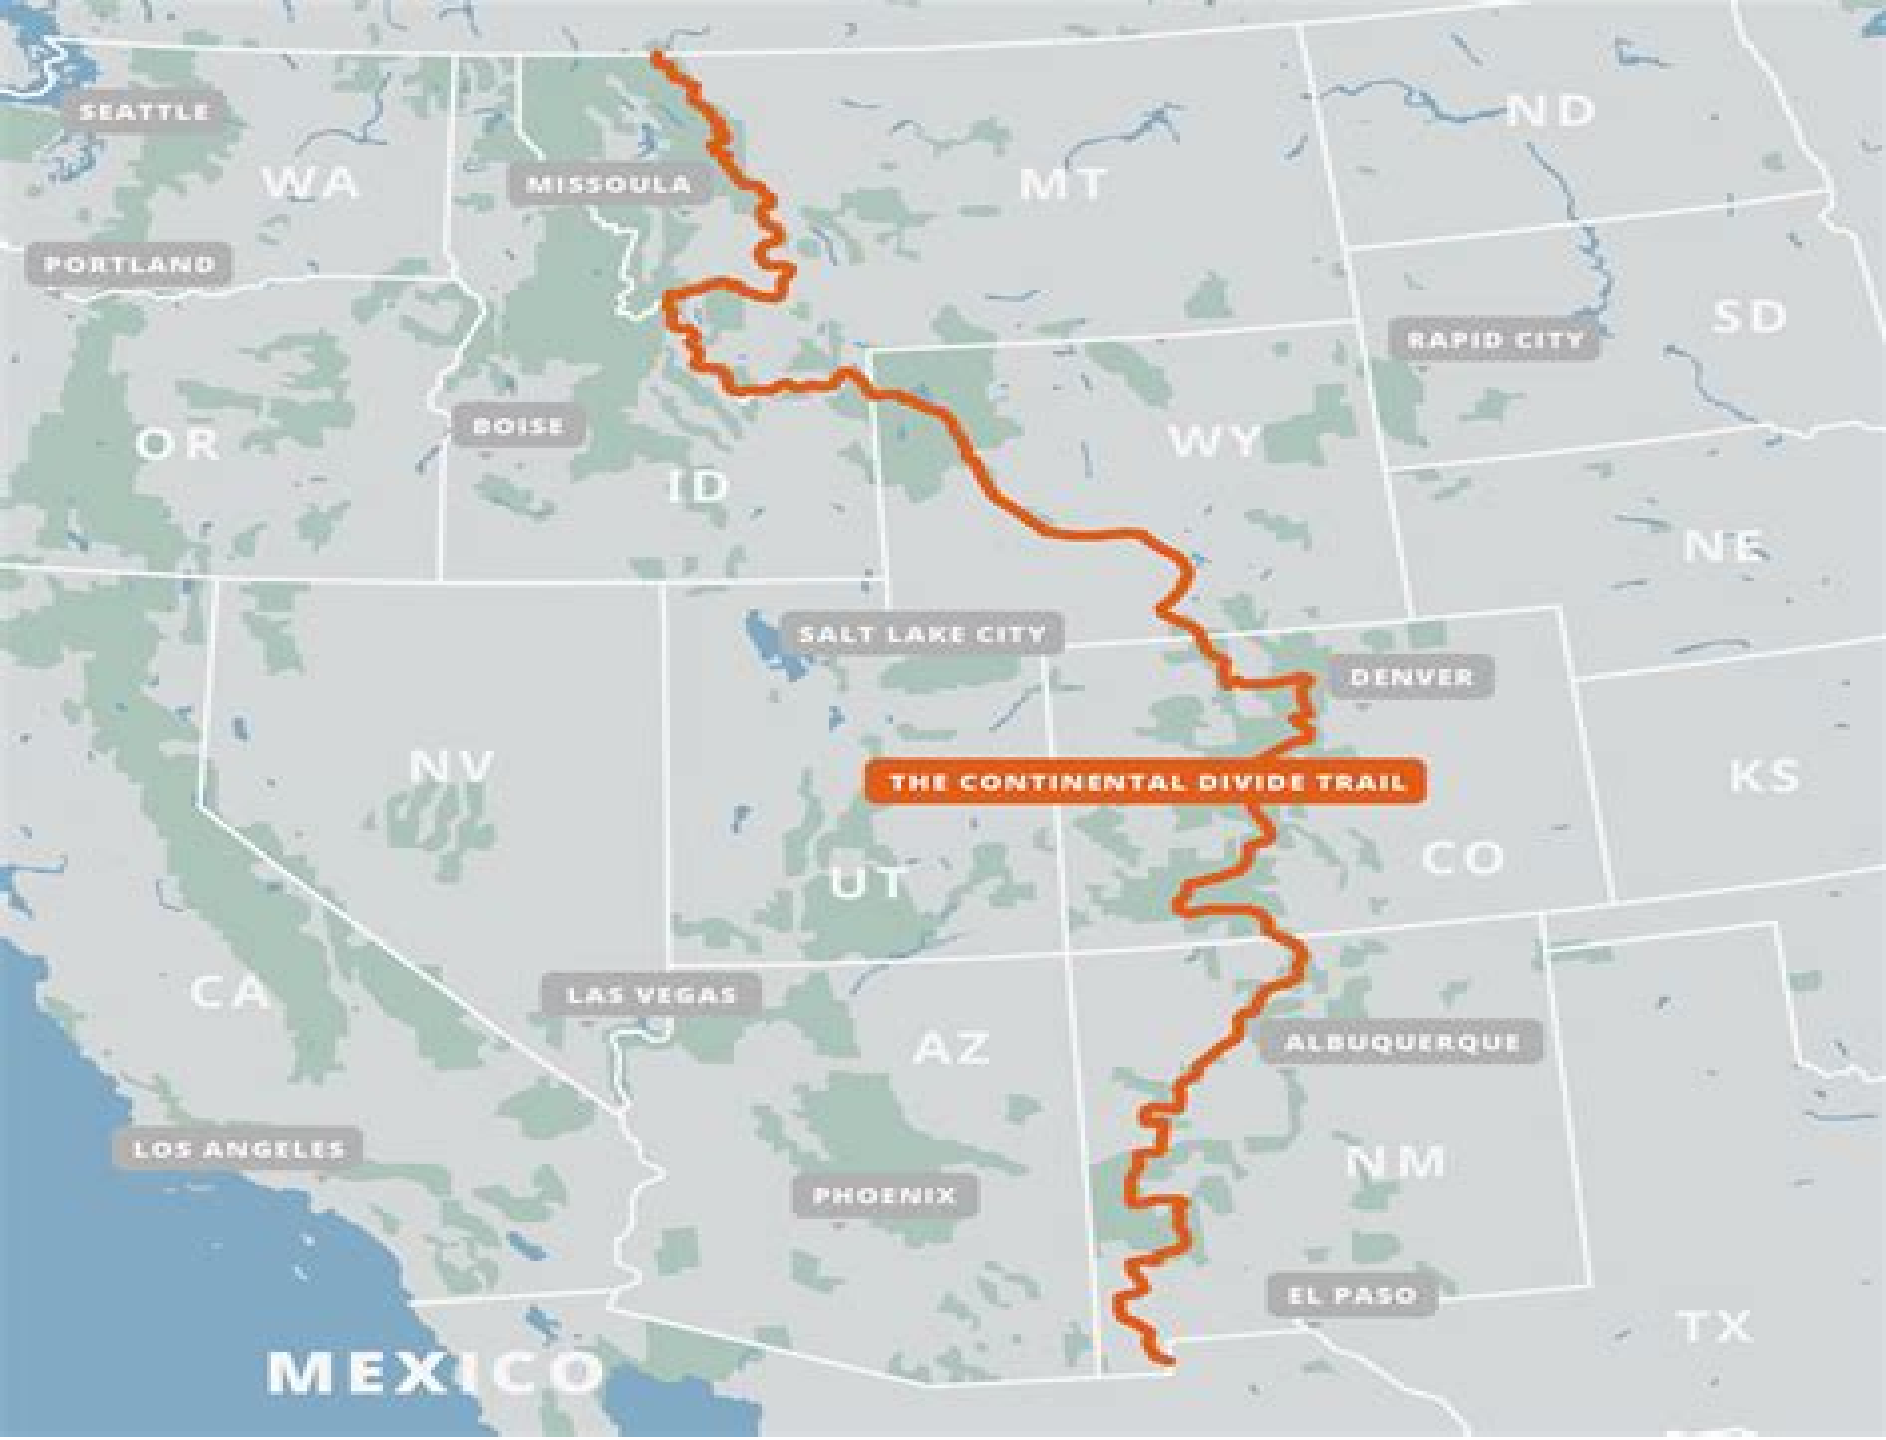 SEATTLE
ND
WA
MISSOULA
MT
PORTLAND
SD
RAPID CITY
BOISE
OR
WY
ID
NE
SALT LAKE CITY
DENVER
NV
THE CONTINENTAL DIVIDE TRAIL
KS
UT
CO
CA
LAS VEGAS
AZ
ALBUQUERQUE
LOS ANGELES
NM
PHOENIX
EL PASO
TX
MEXICO